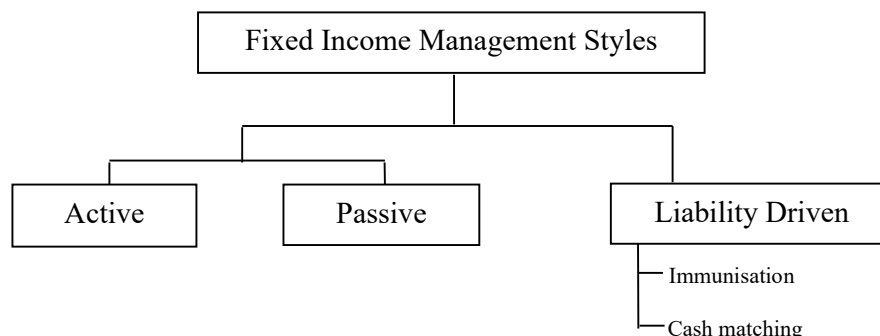 Fixed Income Management Styles
Active
Passive
Liability Driven
Immunisation
Cash matching